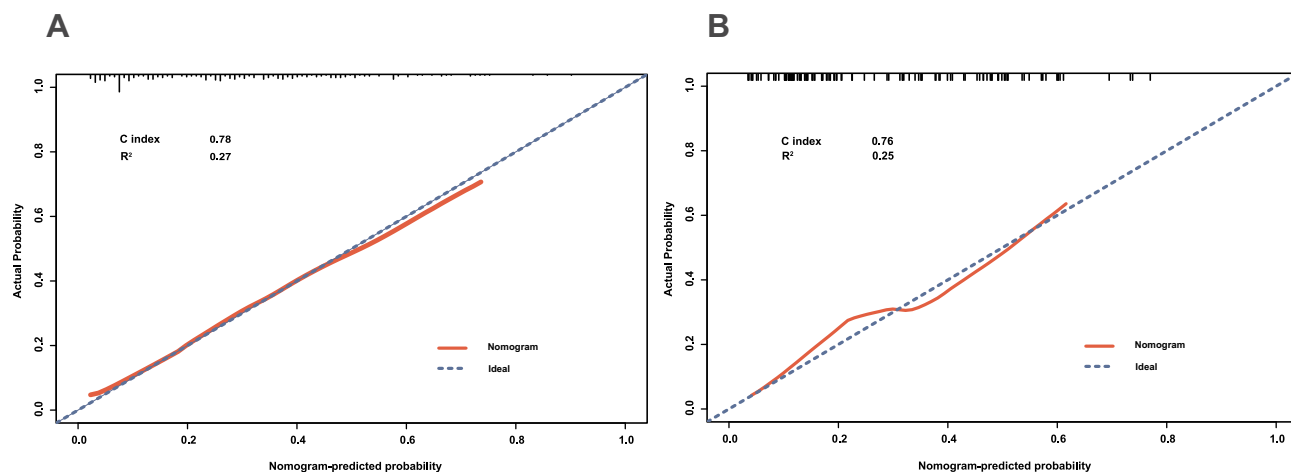 A
1.0
0.8
0.6
0.4
0.2
0.0
Actual Probability
C index 0.78
R² 0.27
Nomogram
Ideal
0.0 0.2 0.4 0.6 0.8 1.0
Nomogram-predicted probability
B
1.0
0.8
0.6
0.4
0.2
0.0
Actual Probability
C index 0.76
R² 0.25
Nomogram
Ideal
0.0 0.2 0.4 0.6 0.8 1.0
Nomogram-predicted probability